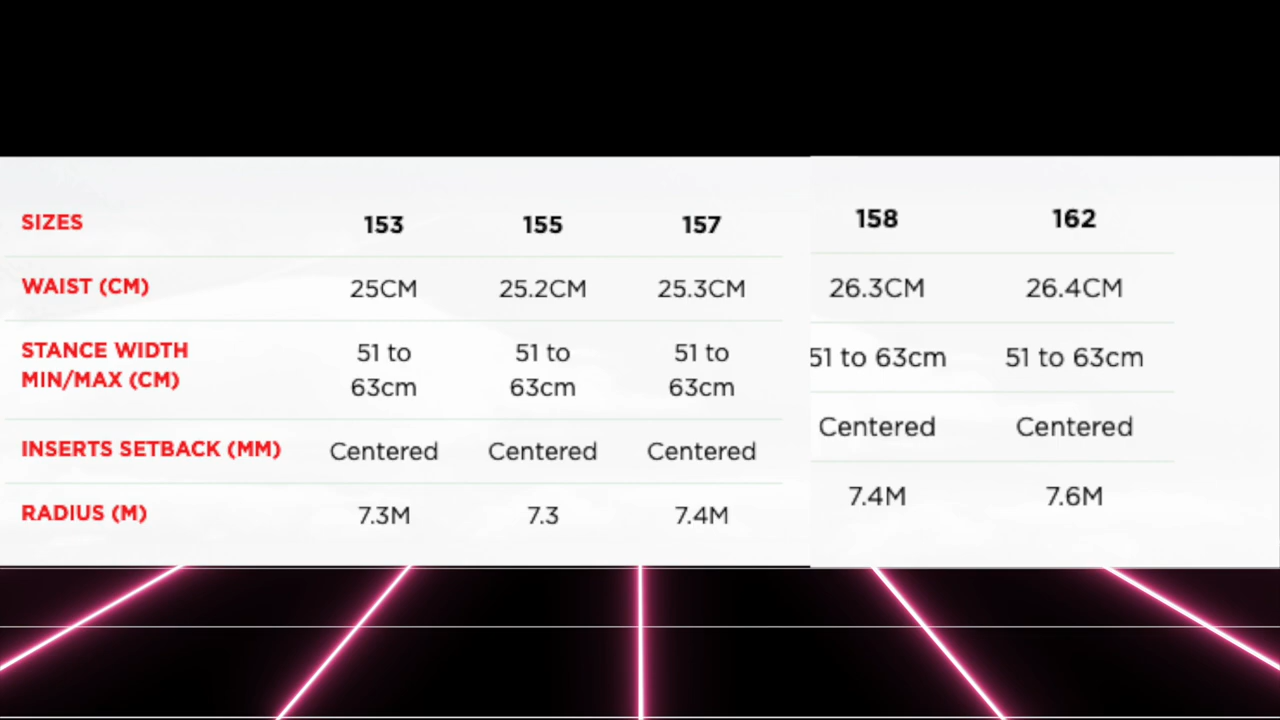 SIZES 153 155 157 158 162
WAIST (CM) 25CM 25.2CM 25.3CM 26.3CM 26.4CM
STANCE WIDTH 51 to 51 to 51 to 51 to 63cm 51 to 63cm
MIN/MAX (CM) 63cm 63cm 63cm
INSERTS SETBACK (MM) Centered Centered Centered Centered Centered
RADIUS (M) 7.3M 7.3 7.4M 7.4M 7.6M